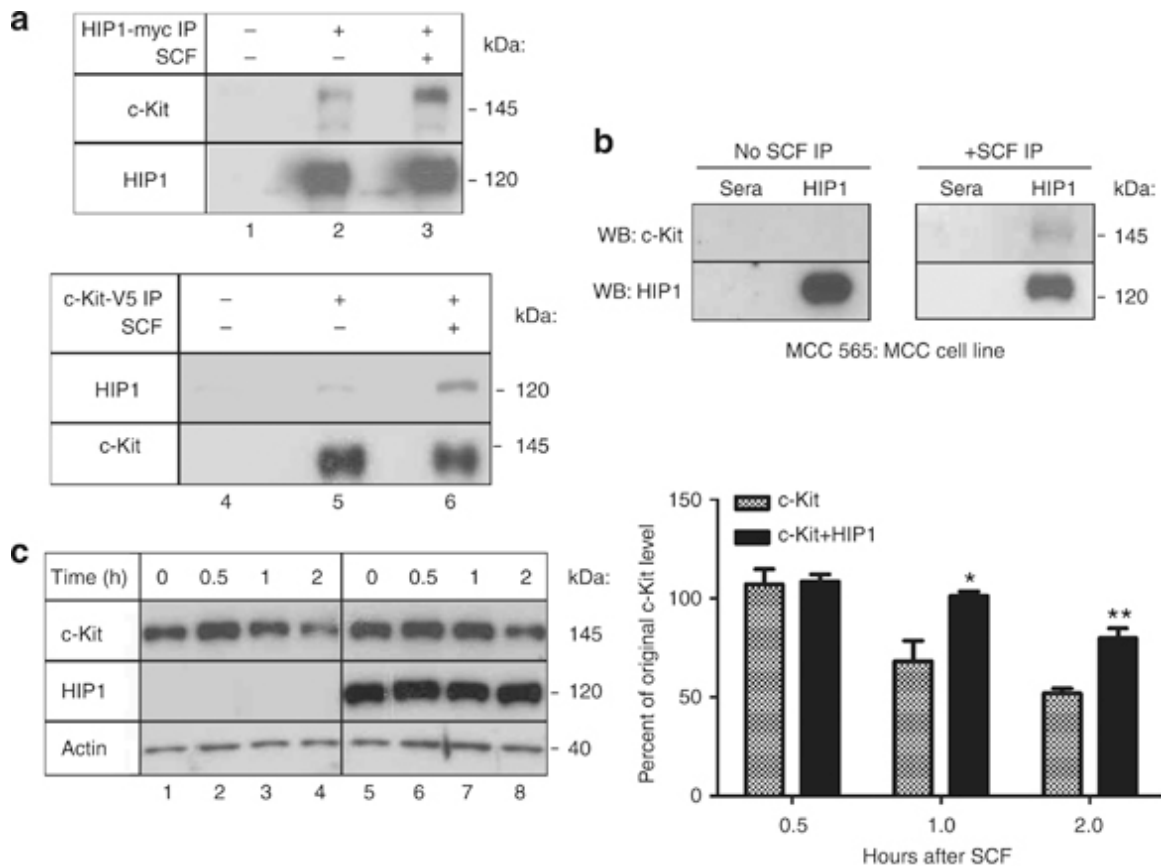 a
HIP1-myc IP – + +
SCF – – +
kDa:
c-Kit
- 145
HIP1
- 120
1 2 3
c-Kit-V5 IP – + +
SCF – – +
kDa:
HIP1
- 120
c-Kit
- 145
4 5 6
b
No SCF IP +SCF IP
Sera HIP1 Sera HIP1 kDa:
WB: c-Kit
- 145
WB: HIP1
- 120
MCC 565: MCC cell line
c
Time (h) 0 0.5 1 2 0 0.5 1 2 kDa:
c-Kit
145
HIP1
- 120
Actin
- 40
1 2 3 4 5 6 7 8
Percent of original c-Kit level
150
100
50
0
c-Kit
c-Kit+HIP1
*
**
0.5 1.0 2.0
Hours after SCF